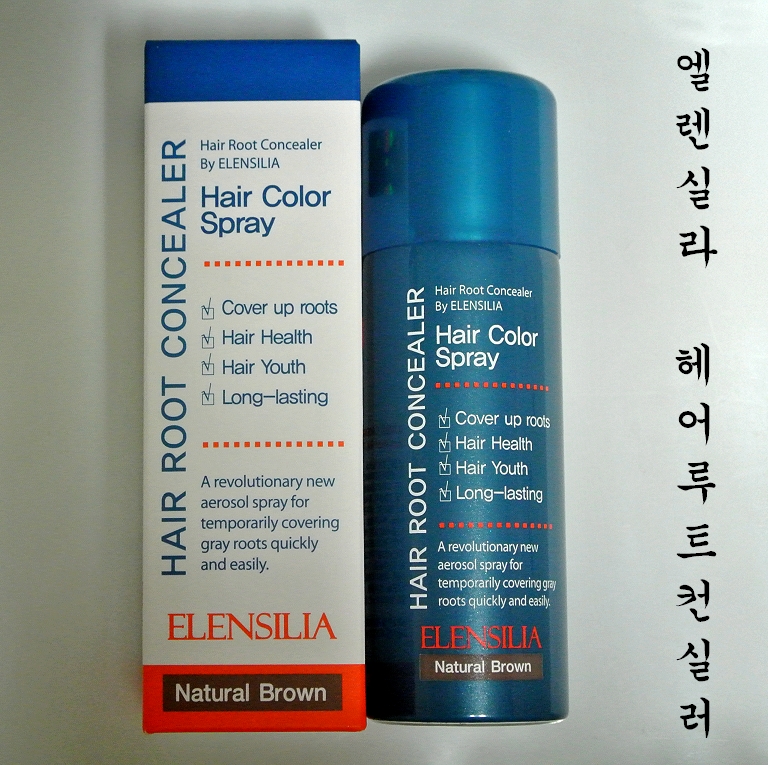 HAIR ROOT CONCEALER
Hair Root Concealer
By ELENSILIA
Hair Color
Spray
Cover up roots
Hair Health
Hair Youth
Long-lasting
A revolutionary new
aerosol spray for
temporarily covering
gray roots quickly
and easily.
ELENSILIA
Natural Brown
HAIR ROOT CONCEALER
Hair Root Concealer
By ELENSILIA
Hair Color
Spray
Cover up roots
Hair Health
Hair Youth
Long-lasting
A revolutionary new
aerosol spray for
temporarily covering gray
roots quickly and easily.
ELENSILIA
Natural Brown
엘렌실라 헤어루트컨실러